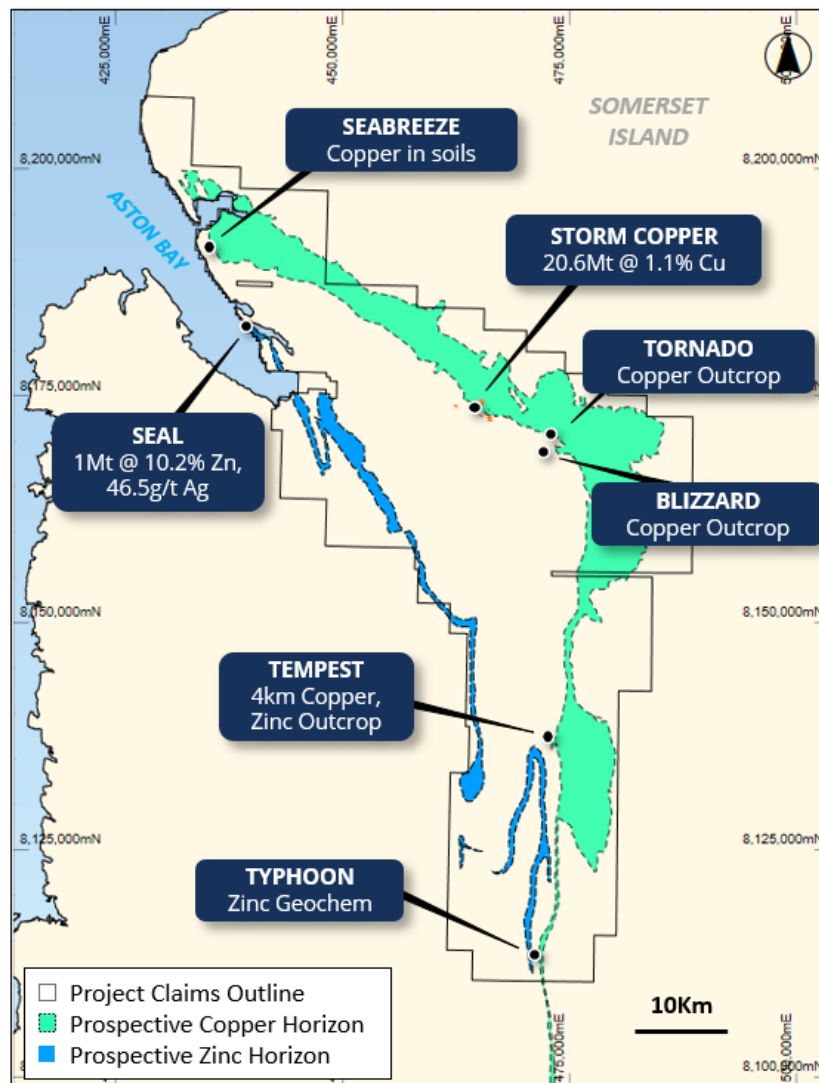 425,000mE
450,000mE
475,000mE
SOMERSET
ISLAND
SEABREEZE
Copper in soils
8,200,000mN
8,200,000mN
ASTON BAY
STORM COPPER
20.6Mt @ 1.1% Cu
TORNADO
Copper Outcrop
8,175,000mN
8,175,000mN
SEAL
1Mt @ 10.2% Zn,
46.5g/t Ag
BLIZZARD
Copper Outcrop
8,150,000mN
8,150,000mN
TEMPEST
4km Copper,
Zinc Outcrop
8,125,000mN
8,125,000mN
TYPHOON
Zinc Geochem
Project Claims Outline
Prospective Copper Horizon
Prospective Zinc Horizon
10Km
475,000mE
8,100,000mN